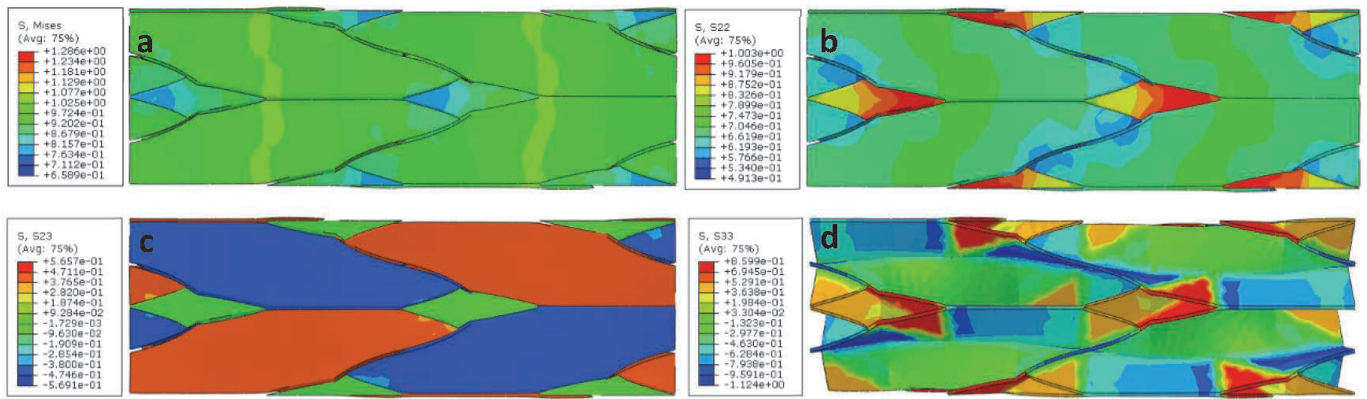 S, Mises
(Avg: 75%)
+1.286e+00
+1.234e+00
+1.181e+00
+1.129e+00
+1.077e+00
+1.025e+00
+9.724e-01
+9.202e-01
+8.679e-01
+8.157e-01
+7.634e-01
+7.112e-01
+6.589e-01
a
S, S22
(Avg: 75%)
+1.003e+00
+9.605e-01
+9.179e-01
+8.752e-01
+8.326e-01
+7.899e-01
+7.473e-01
+7.046e-01
+6.619e-01
+6.193e-01
+5.766e-01
+5.340e-01
+4.913e-01
b
S, S23
(Avg: 75%)
+5.657e-01
+4.711e-01
+3.765e-01
+2.820e-01
+1.874e-01
+9.284e-02
-1.729e-03
-9.630e-02
-1.909e-01
-2.854e-01
-3.800e-01
-4.746e-01
-5.691e-01
c
S, S33
(Avg: 75%)
+8.599e-01
+6.945e-01
+5.291e-01
+3.638e-01
+1.984e-01
+3.304e-02
-1.323e-01
-2.977e-01
-4.630e-01
-6.284e-01
-7.938e-01
-9.591e-01
-1.124e+00
d